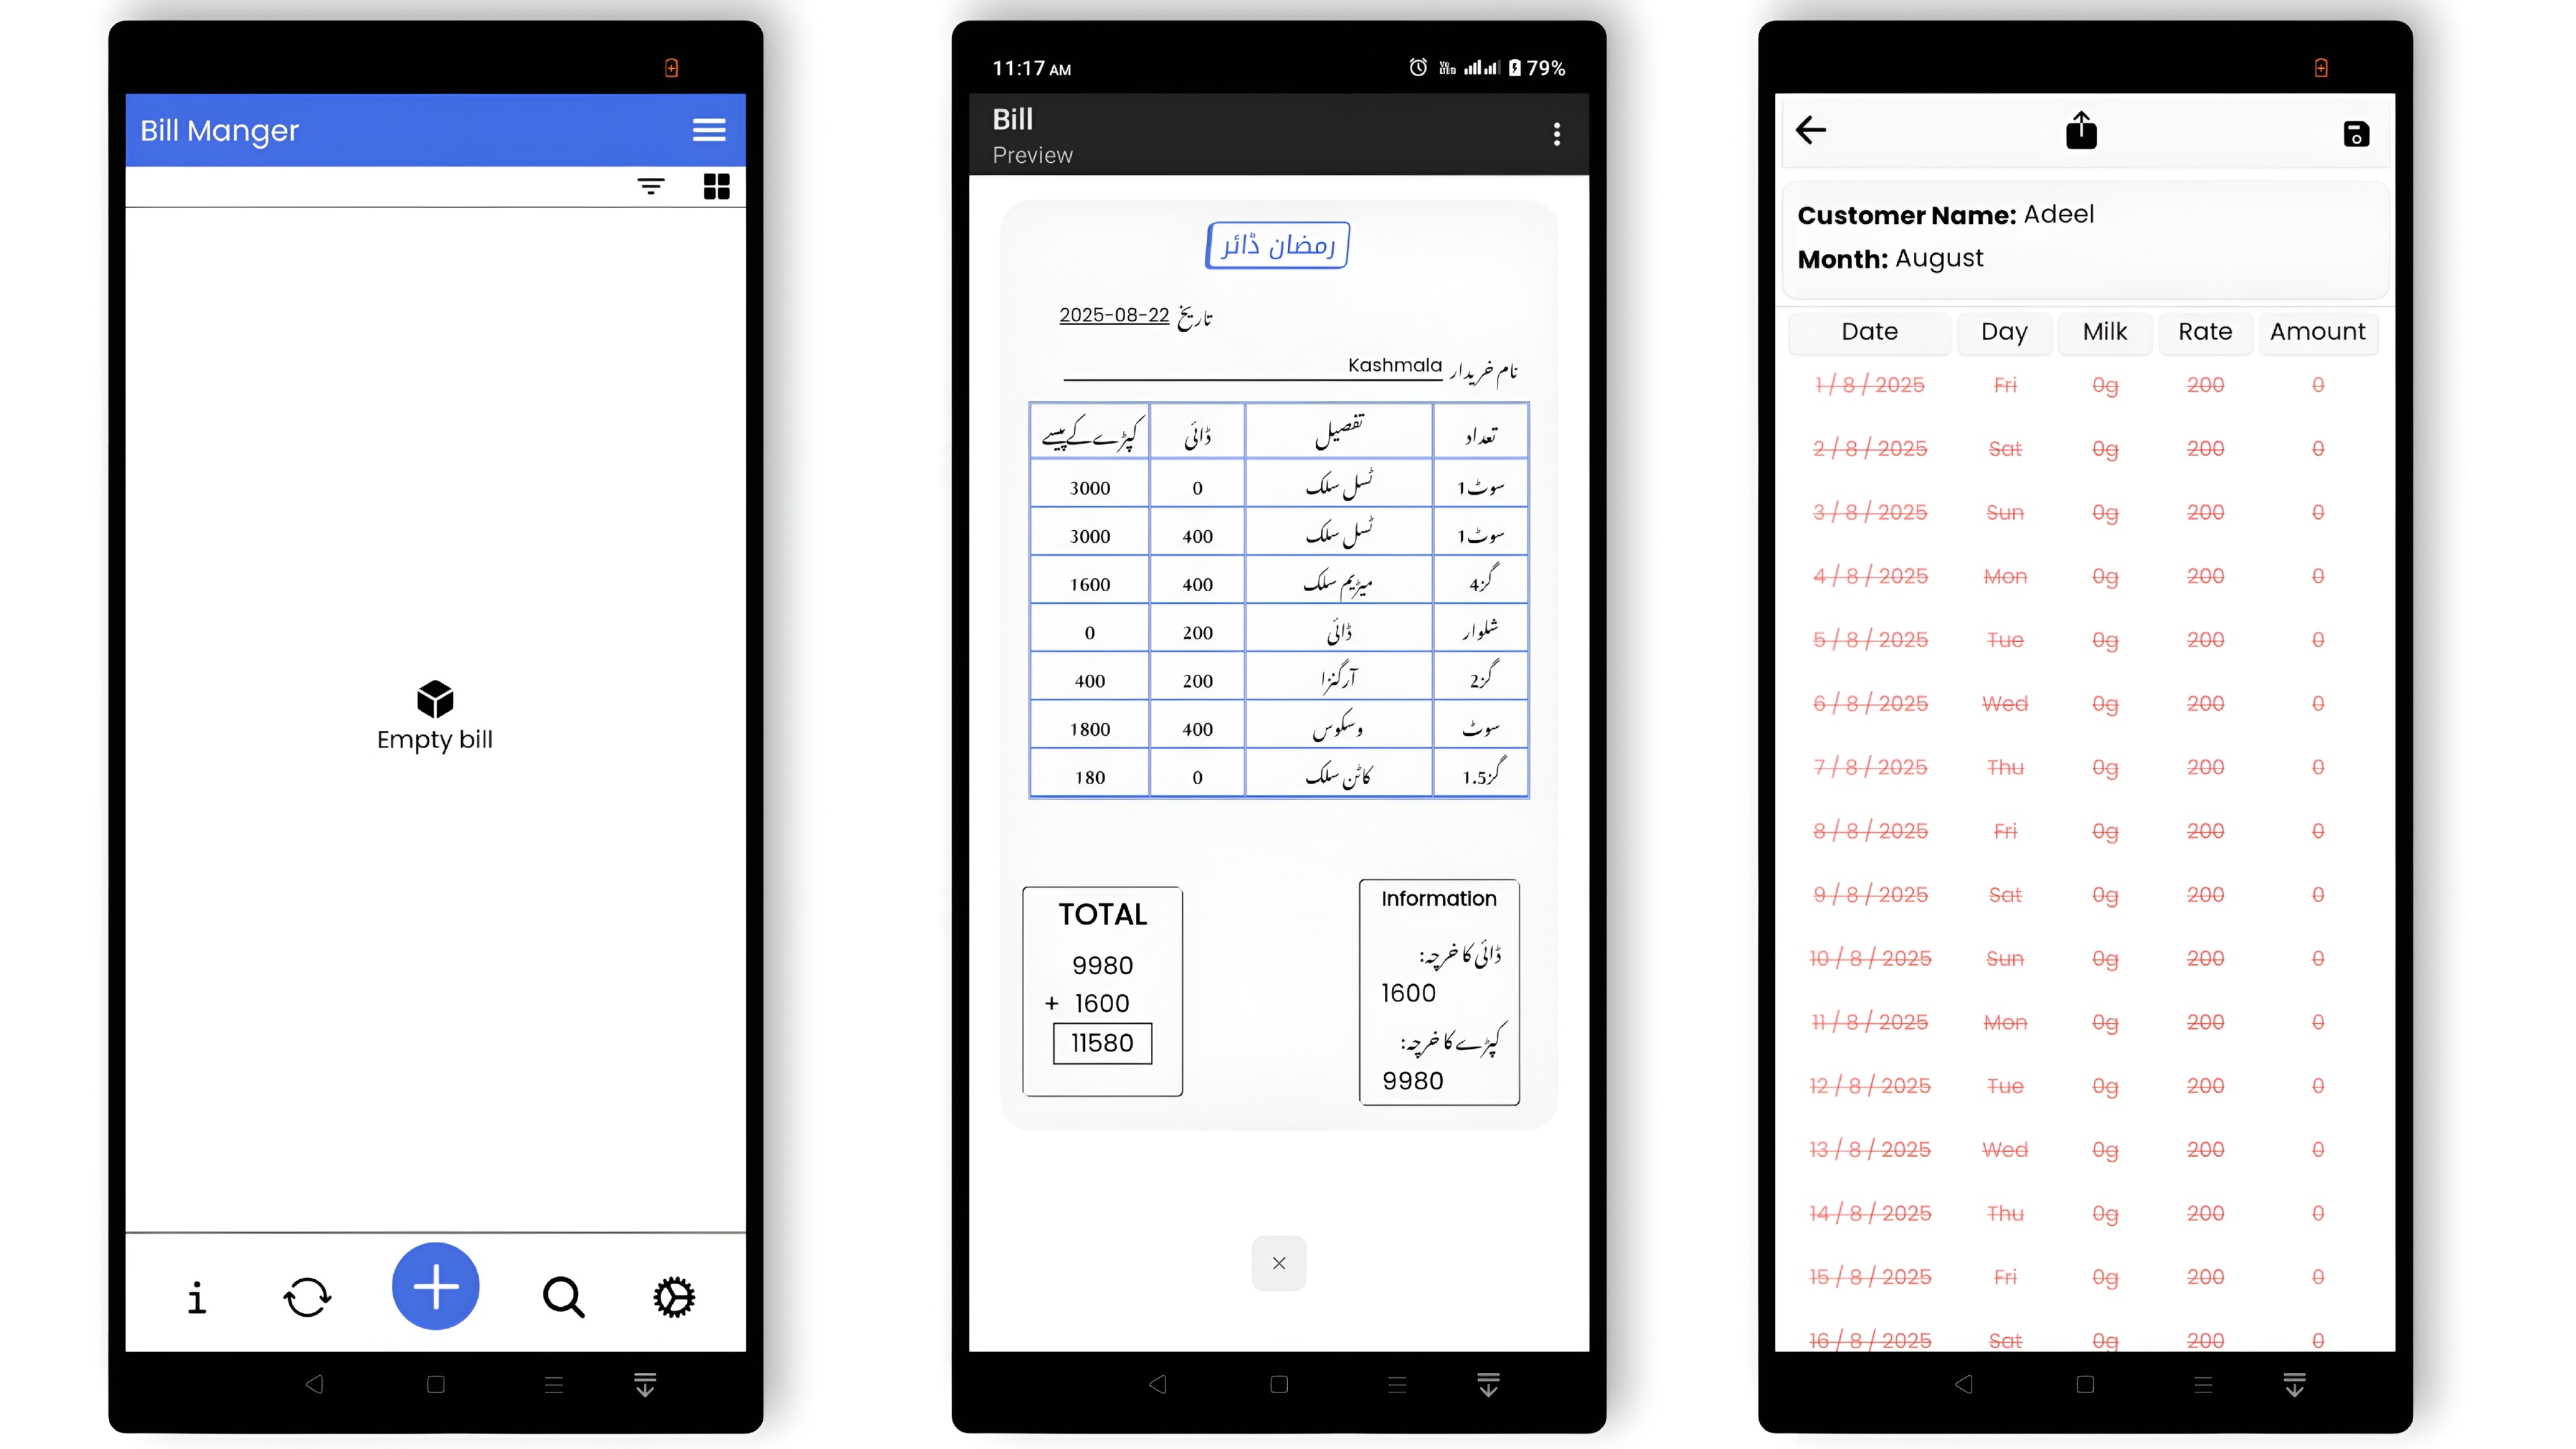 Bill Manger
Empty bill
i
11:17 AM
79%
Bill
Preview
رمضان ڈائر
تاریخ 2025-08-22
نام خریدار Kashmala
تعداد تفصیل ڈائی کپڑے کے پیسے
1سوٹ ٹسل سلک 0 3000
1سوٹ ٹسل سلک 400 3000
4گز میڑیم سلک 400 1600
شلوار ڈائی 200 0
2گز آرگنزا 200 400
سوٹ وسکوس 400 1800
1.5گز کاٹن سلک 0 180
TOTAL
9980
+ 1600
11580
Information
ڈائی کا خرچہ:
1600
کپڑے کا خرچہ:
9980
Customer Name: Adeel
Month: August
Date Day Milk Rate Amount
1/8/2025 Fri 0g 200 0
2/8/2025 Sat 0g 200 0
3/8/2025 Sun 0g 200 0
4/8/2025 Mon 0g 200 0
5/8/2025 Tue 0g 200 0
6/8/2025 Wed 0g 200 0
7/8/2025 Thu 0g 200 0
8/8/2025 Fri 0g 200 0
9/8/2025 Sat 0g 200 0
10/8/2025 Sun 0g 200 0
11/8/2025 Mon 0g 200 0
12/8/2025 Tue 0g 200 0
13/8/2025 Wed 0g 200 0
14/8/2025 Thu 0g 200 0
15/8/2025 Fri 0g 200 0
16/8/2025 Sat 0g 200 0